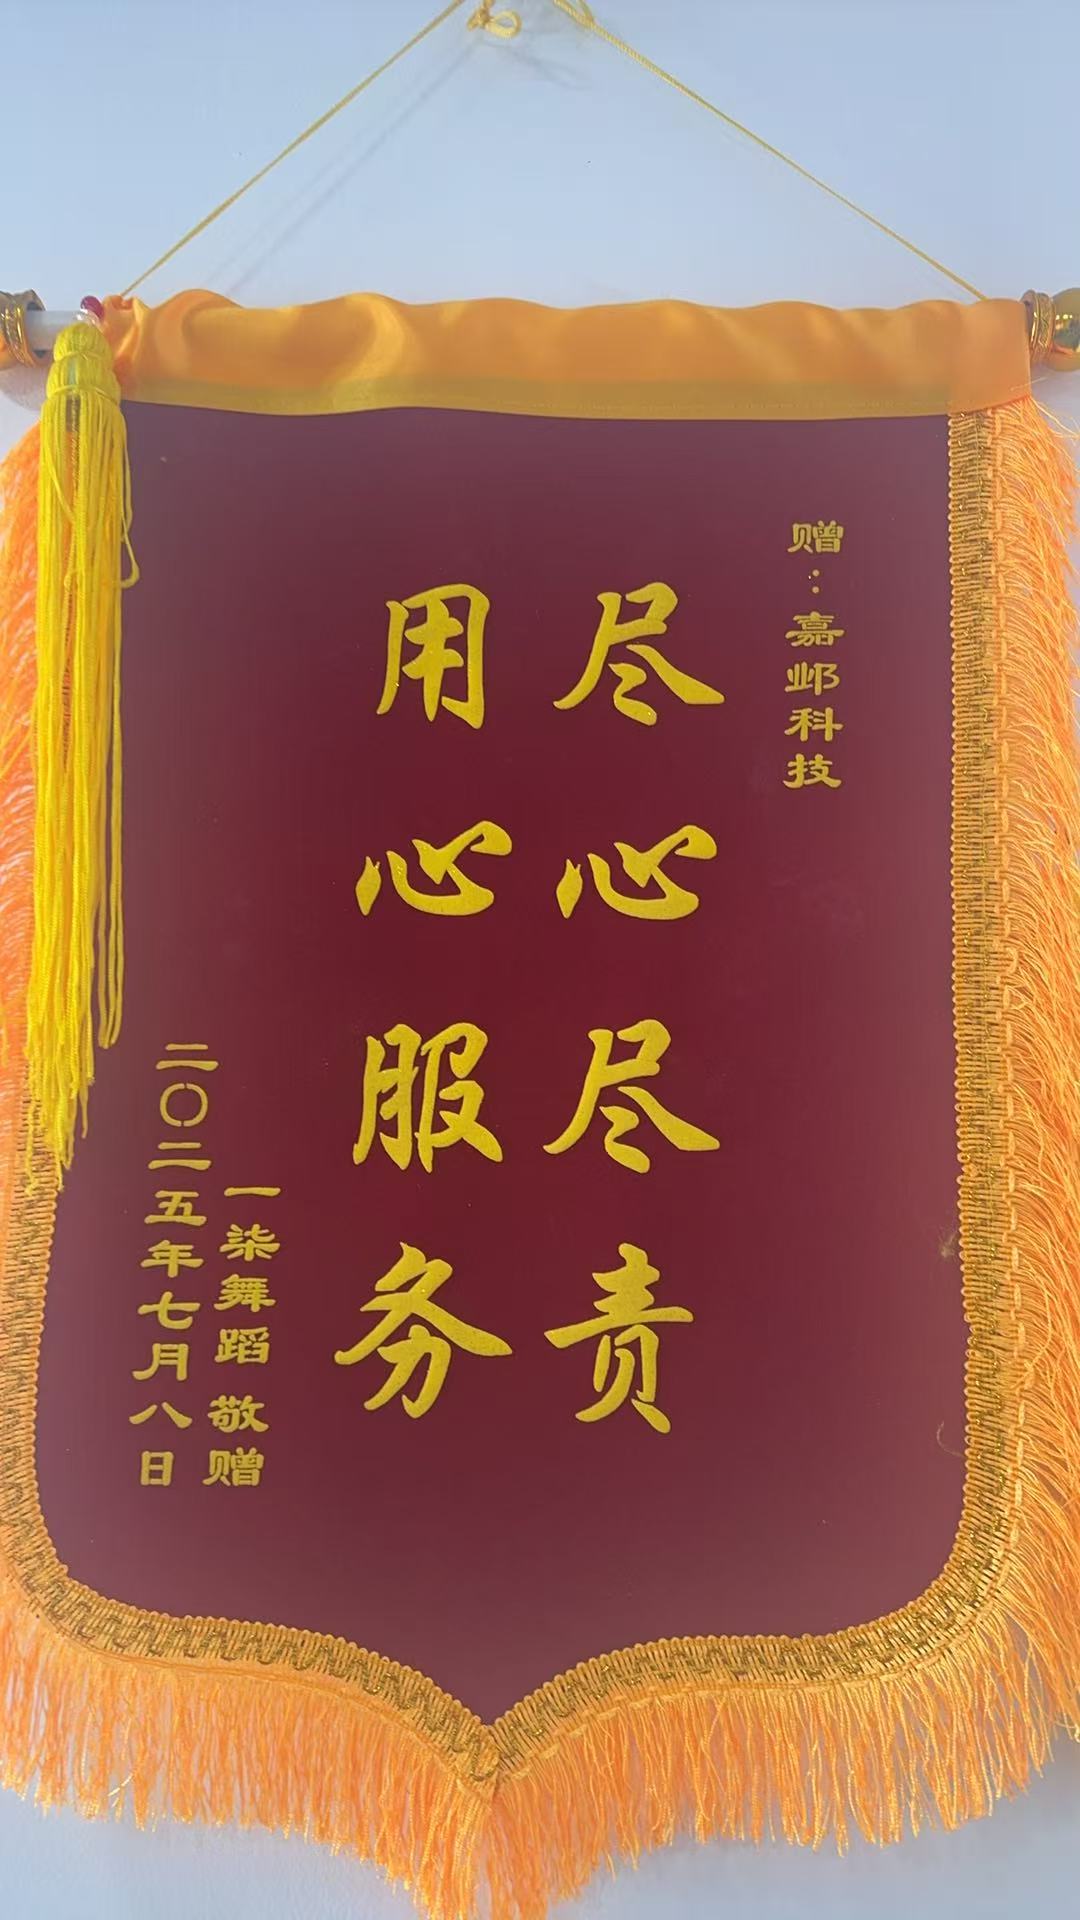 赠：嘉邺科技
尽心尽责
用心服务
一柒舞蹈 敬赠
二〇二五年七月八日